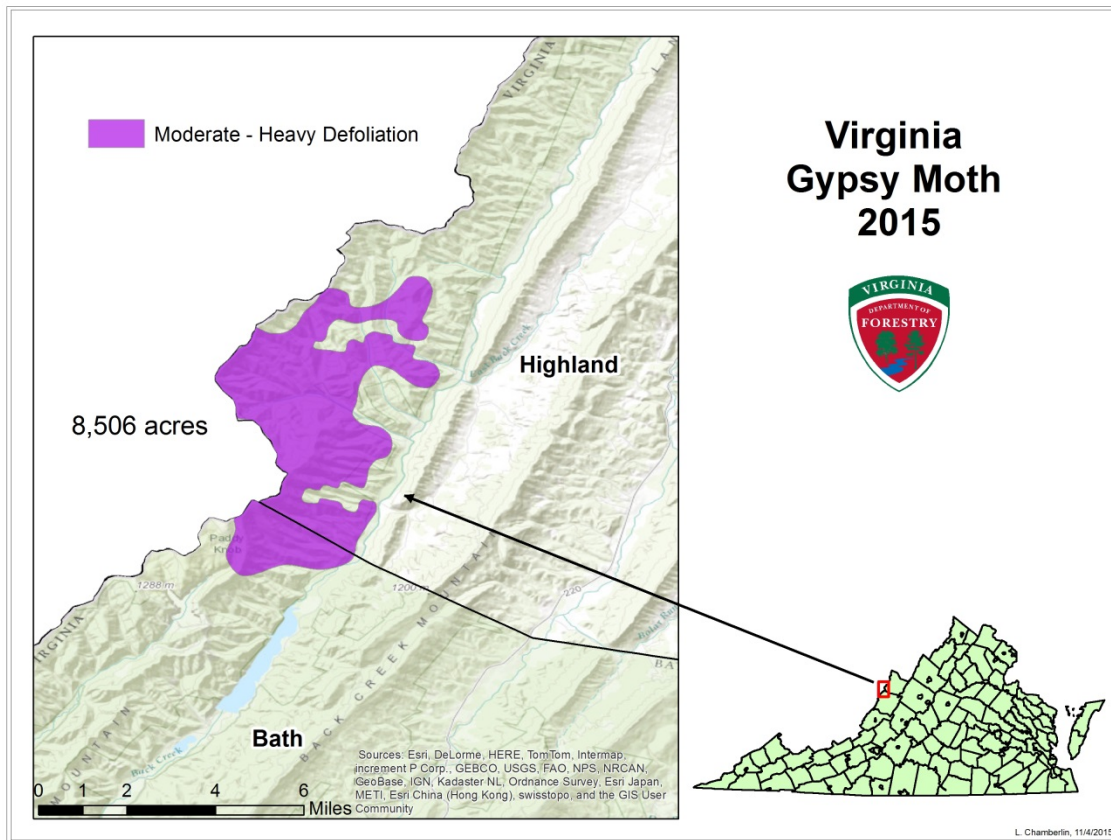 Virginia
Gypsy Moth
2015
VIRGINIA
DEPARTMENT OF
FORESTRY
Moderate - Heavy Defoliation
VIRGINIA
Highland
8,506 acres
Paddy
Knob
1288 m
1200 m
220
BACK CREEK MOUNTAIN
VIRGINIA
MOUNTAIN
Back Creek
Bath
BA
Sources: Esri, DeLorme, HERE, TomTom, Intermap,
increment P Corp., GEBCO, USGS, FAO, NPS, NRCAN,
GeoBase, IGN, Kadaster NL, Ordnance Survey, Esri Japan,
METI, Esri China (Hong Kong), swisstopo, and the GIS User
Community
0 1 2 4 6
Miles
L. Chamberlin, 11/4/2015